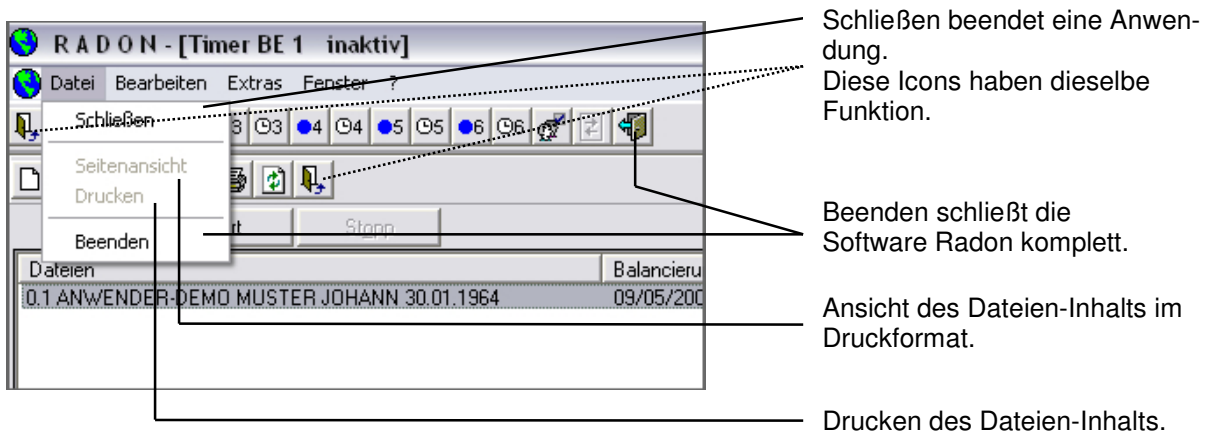 Schließen beendet eine Anwen-
dung.
Diese Icons haben dieselbe
Funktion.
R A D O N - [Timer BE 1 inaktiv]
Datei Bearbeiten Extras Fenster ?
Schließen
3 3 4 4 5 5 6 6
Seitenansicht
Drucken
Beenden
rt Stopp
Beenden schließt die
Software Radon komplett.
Dateien Balancieru
0.1 ANWENDER-DEMO MUSTER JOHANN 30.01.1964 09/05/200
Ansicht des Dateien-Inhalts im
Druckformat.
Drucken des Dateien-Inhalts.